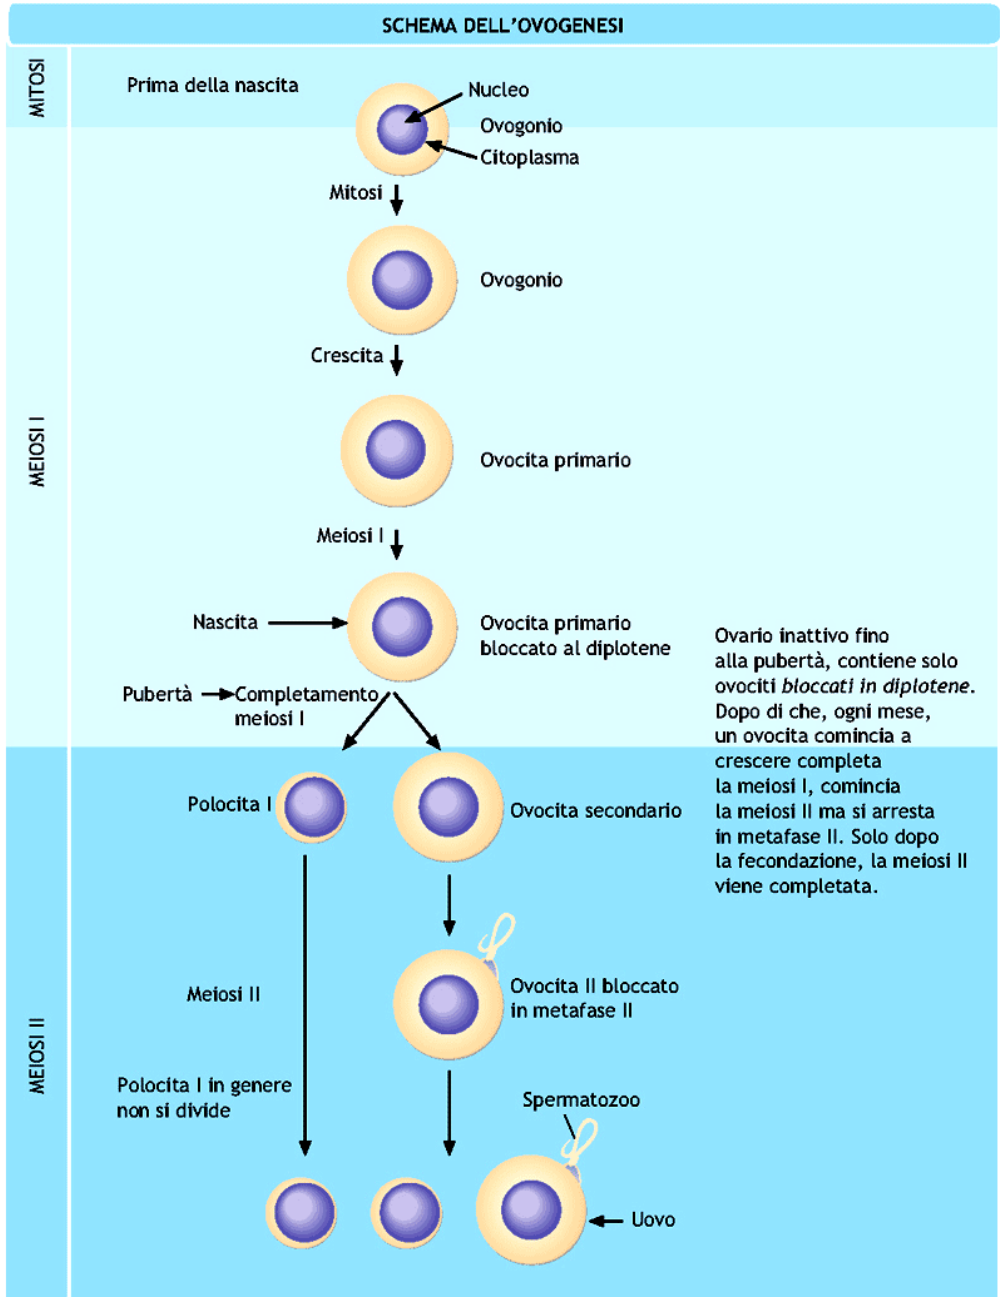 SCHEMA DELL'OVOGENESI
MITOSI
Prima della nascita
Nucleo
Ovogonio
Citoplasma
Mitosi
Ovogonio
Crescita
MEIOSI I
Ovocita primario
Meiosi I
Nascita
Ovocita primario
bloccato al diplotene
Pubertà
Completamento
meiosi I
Ovario inattivo fino
alla pubertà, contiene solo
ovociti bloccati in diplotene.
Dopo di che, ogni mese,
un ovocita comincia a
crescere completa
la meiosi I, comincia
la meiosi II ma si arresta
in metafase II. Solo dopo
la fecondazione, la meiosi II
viene completata.
Polocita I
Ovocita secondario
MEIOSI II
Meiosi II
Ovocita II bloccato
in metafase II
Polocita I in genere
non si divide
Spermatozoo
Uovo